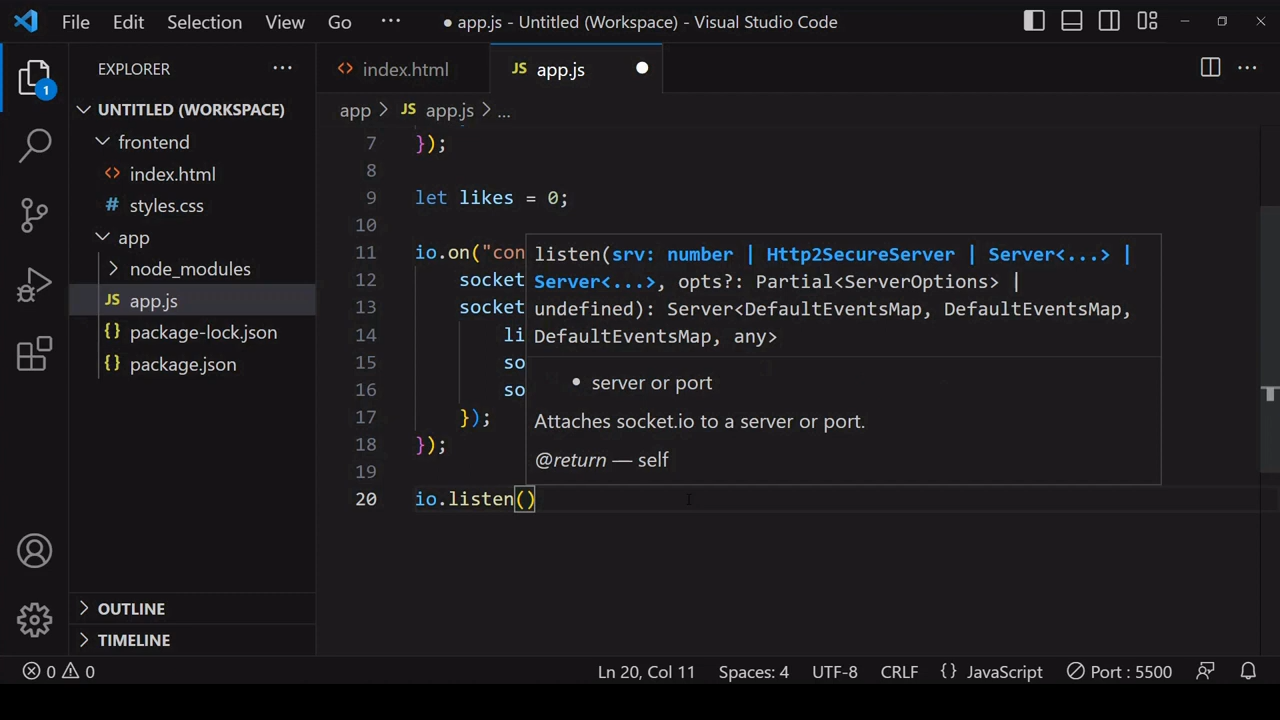 File Edit Selection View Go ··· ● app.js - Untitled (Workspace) - Visual Studio Code
EXPLORER ···
1
UNTITLED (WORKSPACE)
frontend
<> index.html
# styles.css
app
node_modules
JS app.js
{} package-lock.json
{} package.json
OUTLINE
TIMELINE
<> index.html JS app.js ●
···
app > JS app.js > ...
7 });
8
9 let likes = 0;
10
11 io.on("con
12 socket
13 socket
14 li
15 so
16 so
17 });
18 });
19
20 io.listen()
listen(srv: number | Http2SecureServer | Server<...> |
Server<...>, opts?: Partial<ServerOptions> |
undefined): Server<DefaultEventsMap, DefaultEventsMap,
DefaultEventsMap, any>
• server or port
Attaches socket.io to a server or port.
@return — self
0 0 Ln 20, Col 11 Spaces: 4 UTF-8 CRLF {} JavaScript Port : 5500